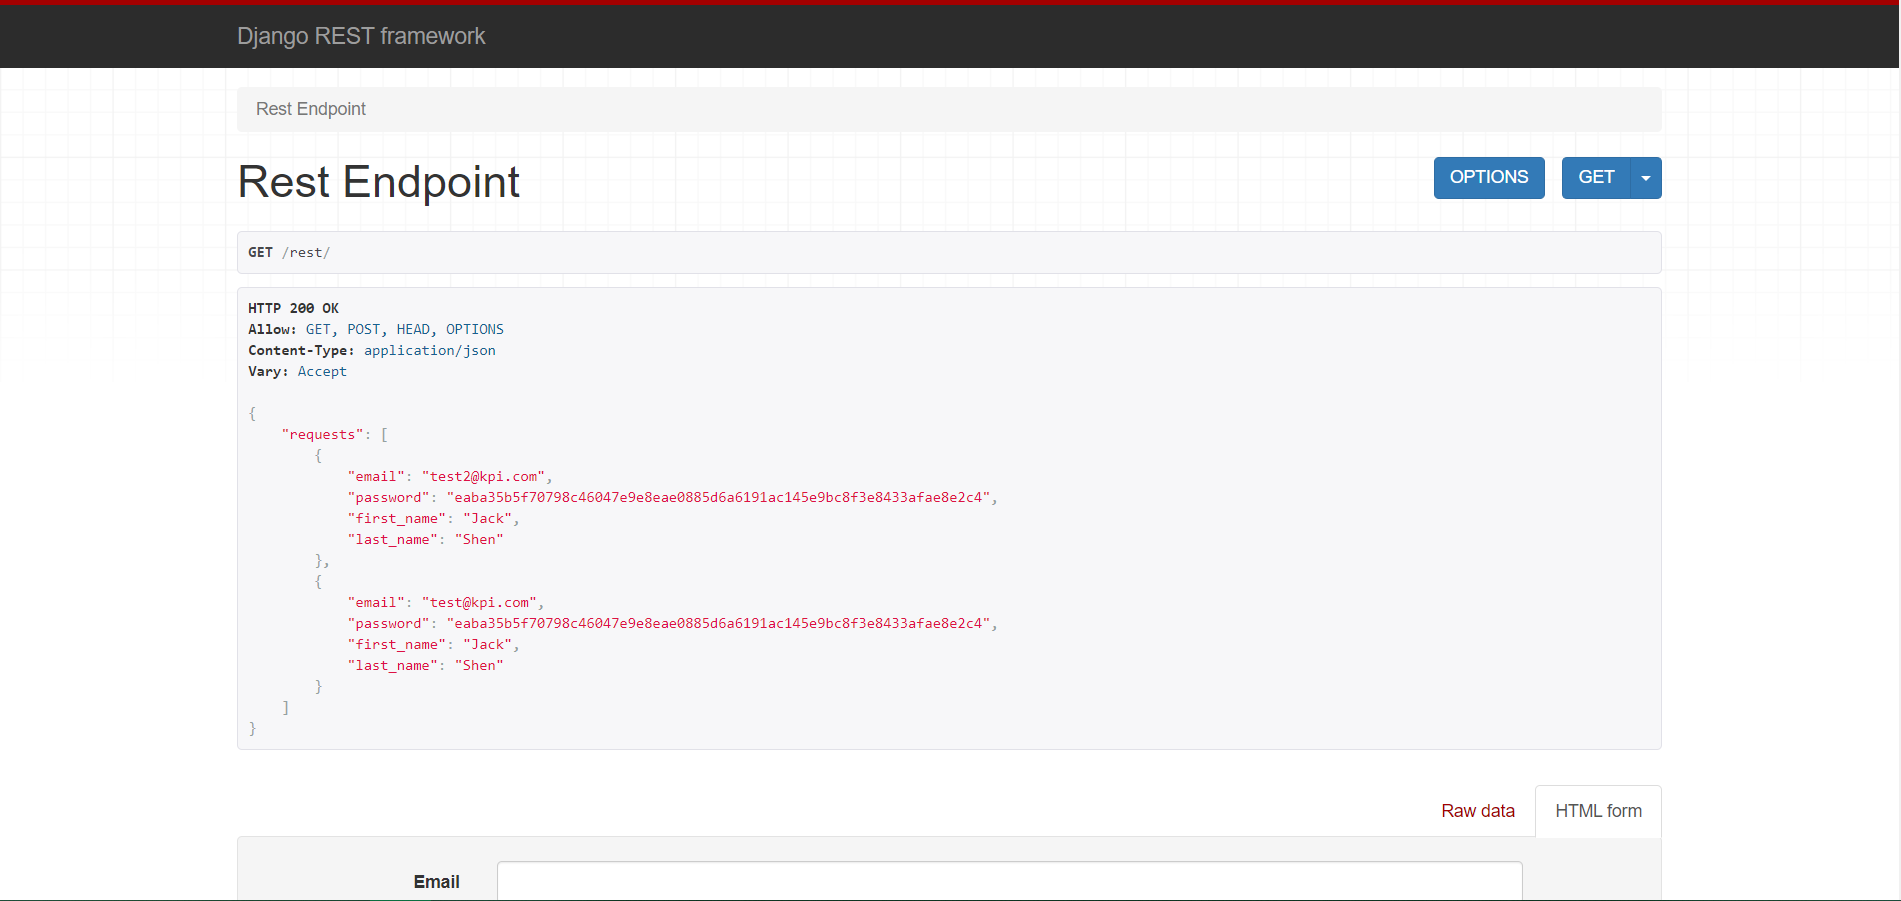 Django REST framework
Rest Endpoint
Rest Endpoint
OPTIONS
GET
GET /rest/
HTTP 200 OK
Allow: GET, POST, HEAD, OPTIONS
Content-Type: application/json
Vary: Accept
{
"requests": [
{
"email": "test2@kpi.com",
"password": "eaba35b5f70798c46047e9e8eae0885d6a6191ac145e9bc8f3e8433afae8e2c4",
"first_name": "Jack",
"last_name": "Shen"
},
{
"email": "test@kpi.com",
"password": "eaba35b5f70798c46047e9e8eae0885d6a6191ac145e9bc8f3e8433afae8e2c4",
"first_name": "Jack",
"last_name": "Shen"
}
]
}
Raw data
HTML form
Email